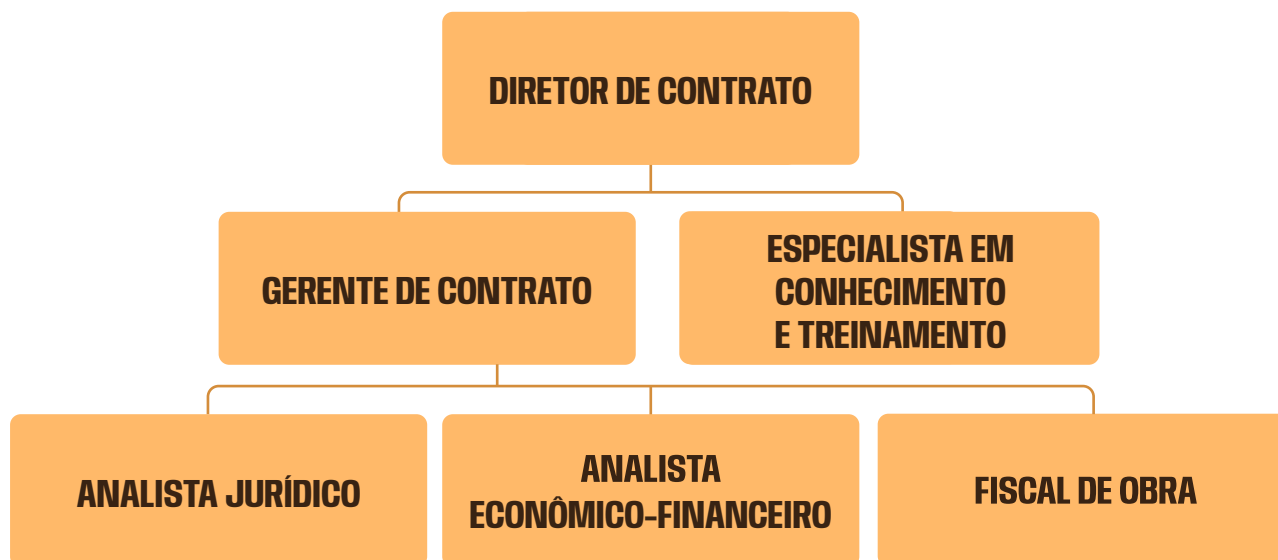 DIRETOR DE CONTRATO
GERENTE DE CONTRATO
ESPECIALISTA EM
CONHECIMENTO
E TREINAMENTO
ANALISTA JURÍDICO
ANALISTA
ECONÔMICO-FINANCEIRO
FISCAL DE OBRA